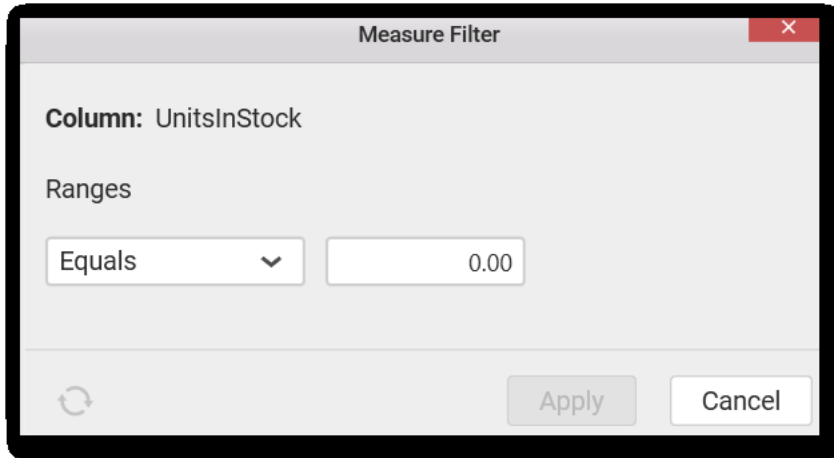 Measure Filter
Column: UnitsInStock
Ranges
Equals 0.00
Apply Cancel